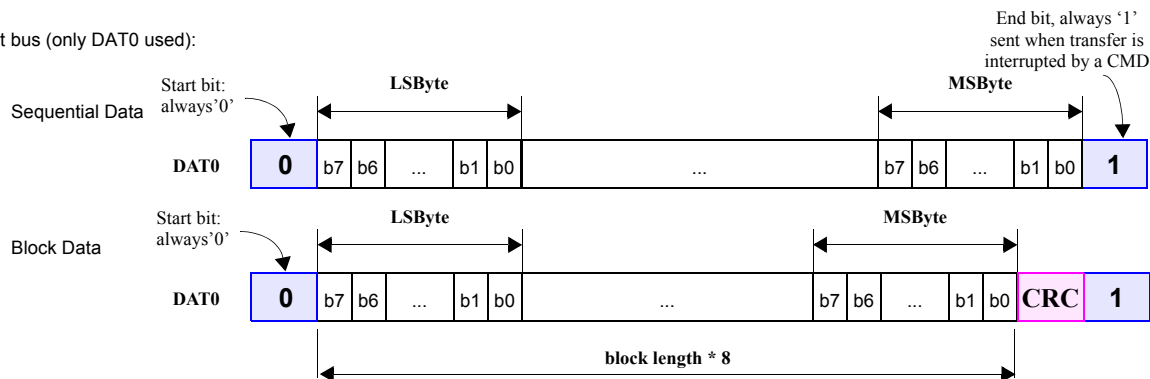 End bit, always ‘1’
sent when transfer is
interrupted by a CMD
t bus (only DAT0 used):
Start bit:
always’0’
LSByte
MSByte
Sequential Data
DAT0
0 b7 b6 ... b1 b0 ... b7 b6 ... b1 b0 1
Start bit:
always’0’
LSByte
MSByte
Block Data
DAT0
0 b7 b6 ... b1 b0 ... b7 b6 ... b1 b0 CRC 1
block length * 8